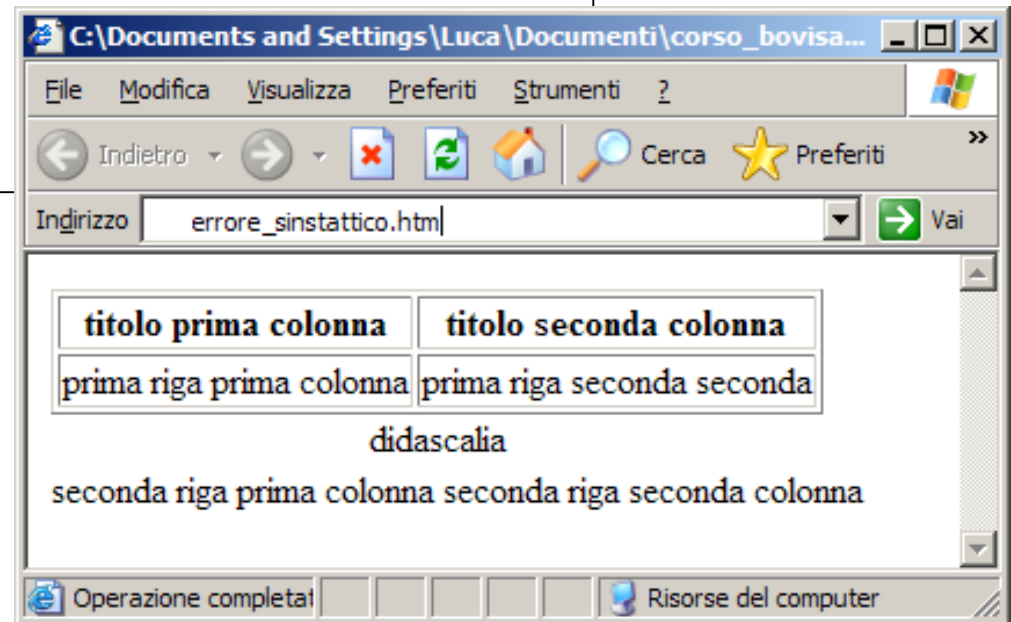 C:\Documents and Settings\Luca\Documenti\corso_bovisa...
File Modifica Visualizza Preferiti Strumenti ?
Indietro Cerca Preferiti »
Indirizzo errore_sinstattico.htm Vai
titolo prima colonna titolo seconda colonna
prima riga prima colonna prima riga seconda seconda
didascalia
seconda riga prima colonna seconda riga seconda colonna
Operazione completat Risorse del computer